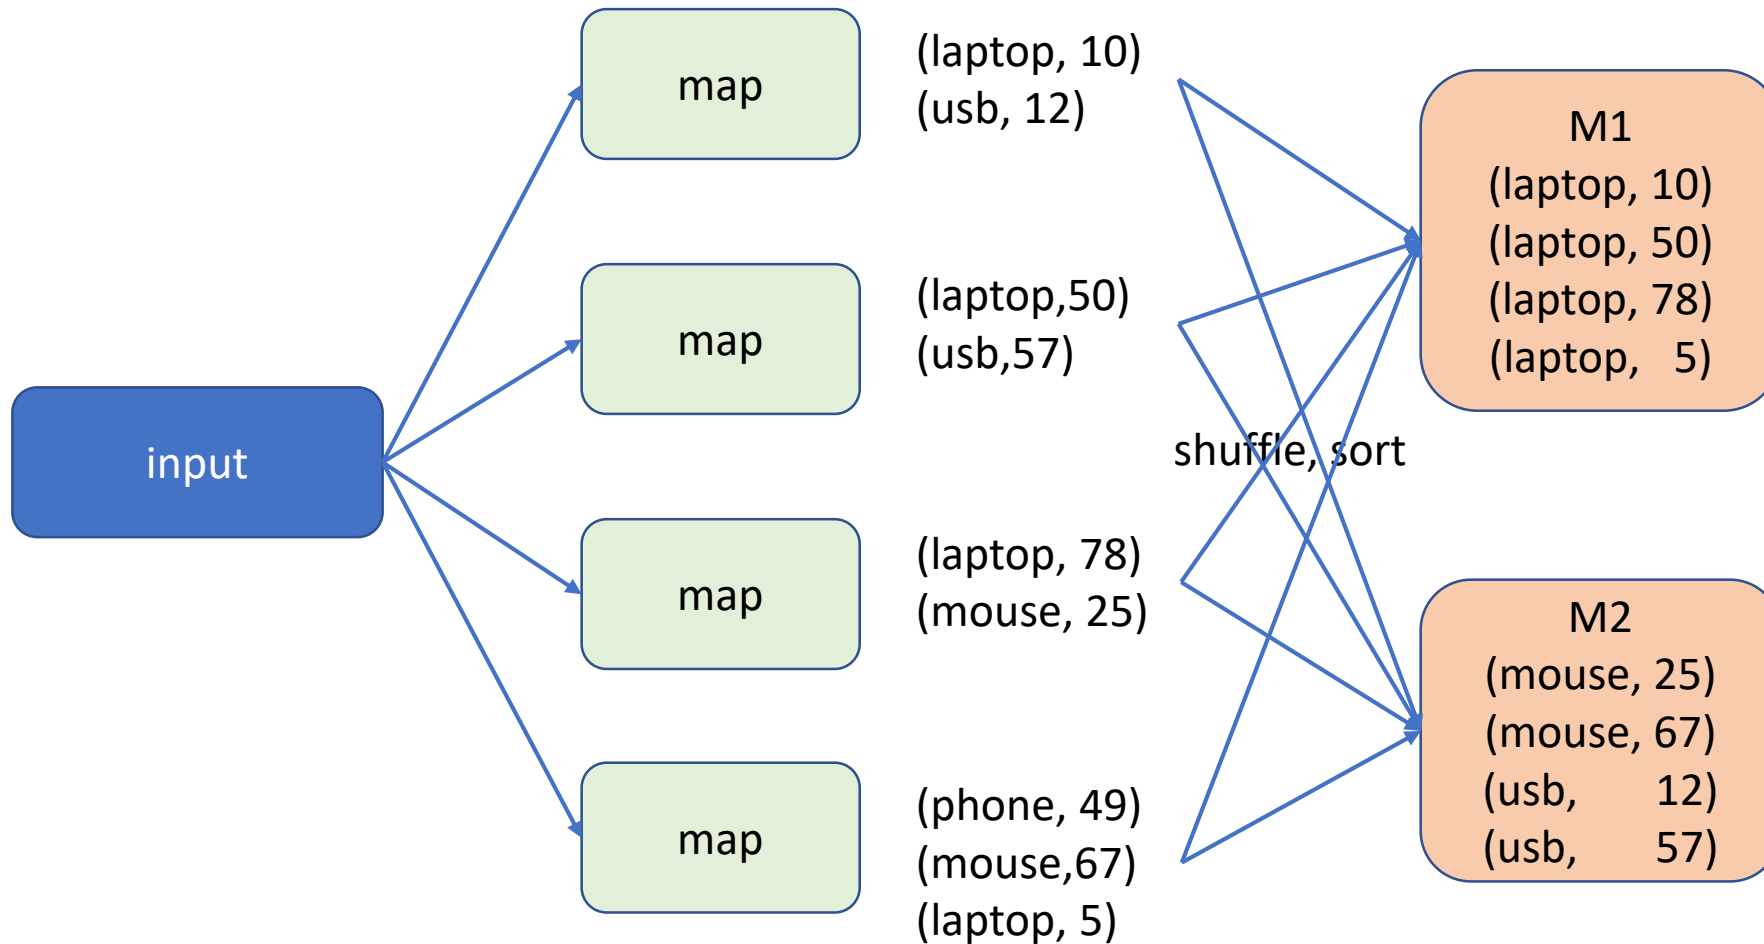 input
map
(laptop, 10)
(usb, 12)
map
(laptop,50)
(usb,57)
map
(laptop, 78)
(mouse, 25)
map
(phone, 49)
(mouse,67)
(laptop, 5)
shuffle, sort
M1
(laptop, 10)
(laptop, 50)
(laptop, 78)
(laptop, 5)
M2
(mouse, 25)
(mouse, 67)
(usb, 12)
(usb, 57)